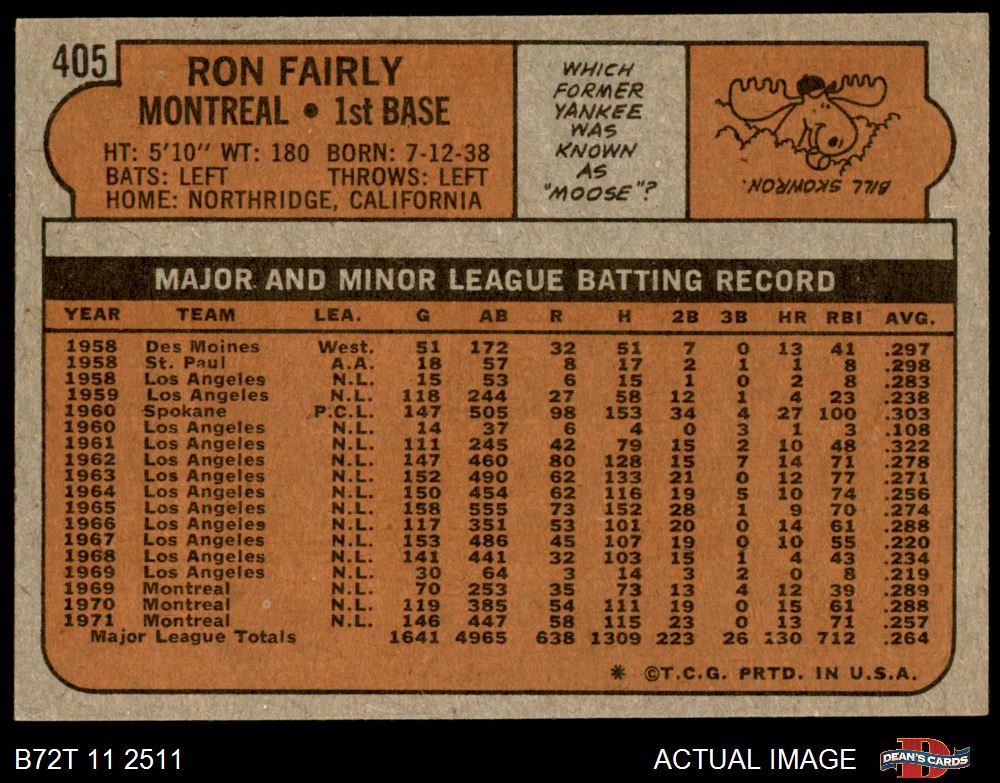 405
RON FAIRLY
MONTREAL • 1st BASE
HT: 5'10" WT: 180 BORN: 7-12-38
BATS: LEFT THROWS: LEFT
HOME: NORTHRIDGE, CALIFORNIA
WHICH
FORMER
YANKEE
WAS
KNOWN
AS
"MOOSE"?
BILL SKOWRON.
MAJOR AND MINOR LEAGUE BATTING RECORD
YEAR TEAM LEA. G AB R H 2B 3B HR RBI AVG.
1958 Des Moines West. 51 172 32 51 7 0 13 41 .297
1958 St. Paul A.A. 18 57 8 17 2 1 1 8 .298
1958 Los Angeles N.L. 15 53 6 15 1 0 2 8 .283
1959 Los Angeles N.L. 118 244 27 58 12 1 4 23 .238
1960 Spokane P.C.L. 147 505 98 153 34 4 27 100 .303
1960 Los Angeles N.L. 14 37 6 4 0 3 1 3 .108
1961 Los Angeles N.L. 111 245 42 79 15 2 10 48 .322
1962 Los Angeles N.L. 147 460 80 128 15 7 14 71 .278
1963 Los Angeles N.L. 152 490 62 133 21 0 12 77 .271
1964 Los Angeles N.L. 150 454 62 116 19 5 10 74 .256
1965 Los Angeles N.L. 158 555 73 152 28 1 9 70 .274
1966 Los Angeles N.L. 117 351 53 101 20 0 14 61 .288
1967 Los Angeles N.L. 153 486 45 107 19 0 10 55 .220
1968 Los Angeles N.L. 141 441 32 103 15 1 4 43 .234
1969 Los Angeles N.L. 30 64 3 14 3 2 0 8 .219
1969 Montreal N.L. 70 253 35 73 13 4 12 39 .289
1970 Montreal N.L. 119 385 54 111 19 0 15 61 .288
1971 Montreal N.L. 146 447 58 115 23 0 13 71 .257
Major League Totals 1641 4965 638 1309 223 26 130 712 .264
* ©T.C.G. PRTD. IN U.S.A.
B72T 11 2511
ACTUAL IMAGE
D
DEAN'S CARDS